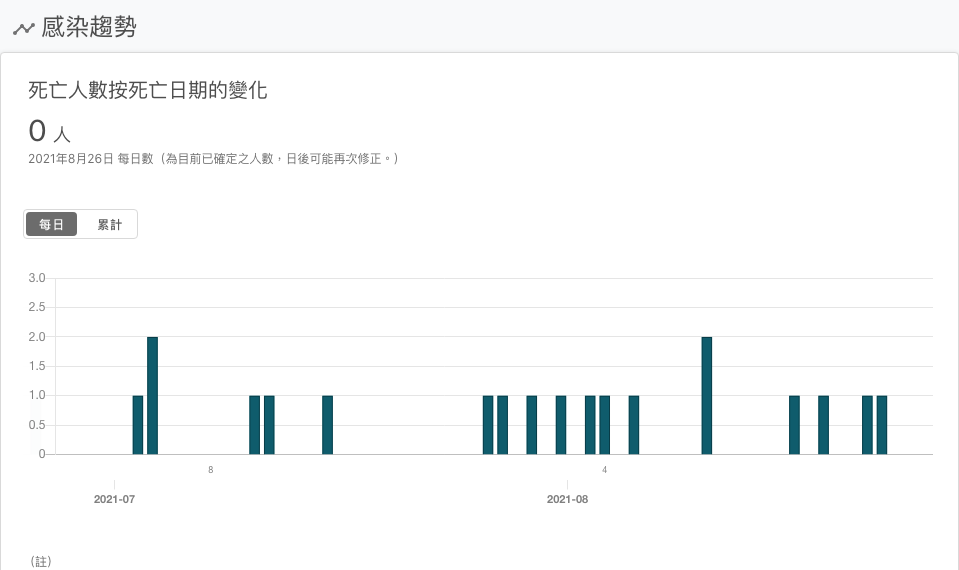 感染趨勢
死亡人數按死亡日期的變化
0 人
2021年8月26日 每日數（為目前已確定之人數，日後可能再次修正。）
每日 累計
3.0
2.5
2.0
1.5
1.0
0.5
0
8 4
2021-07 2021-08
（註）